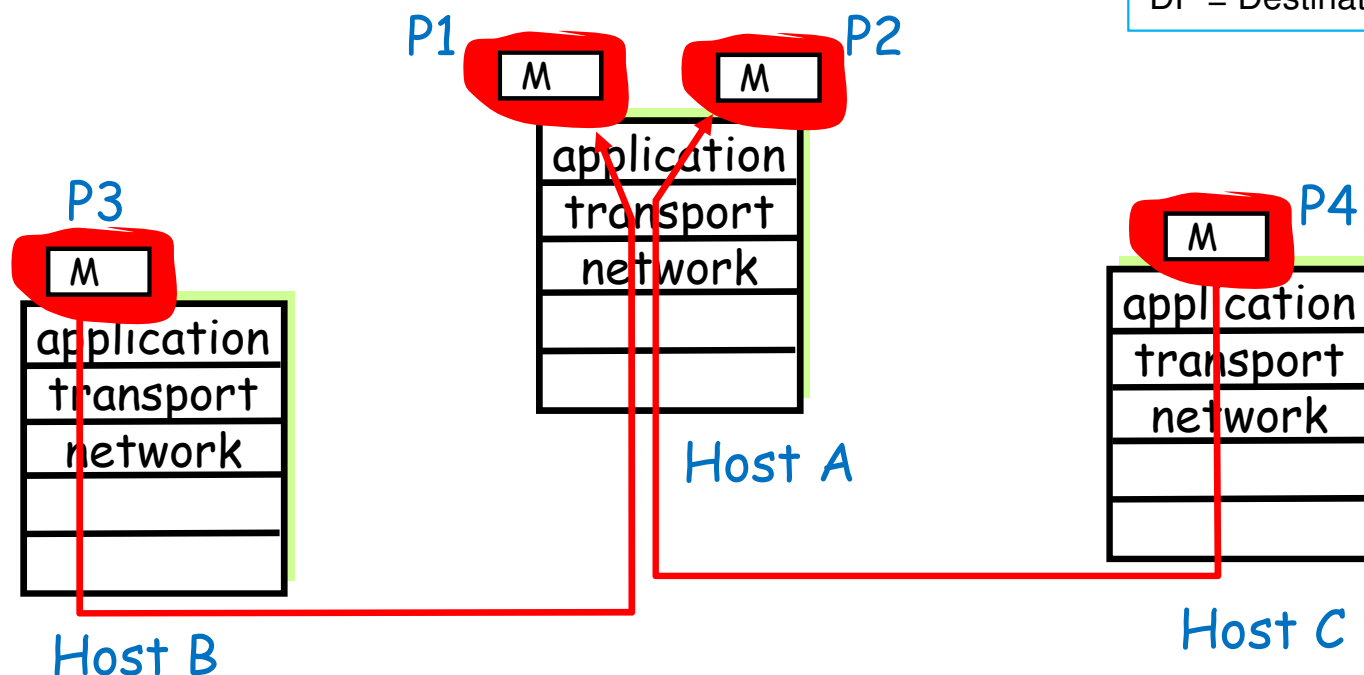 DP = Destinat
P1
M
M
P2
application
transport
network
Host A
P3
M
application
transport
network
Host B
P4
M
application
transport
network
Host C